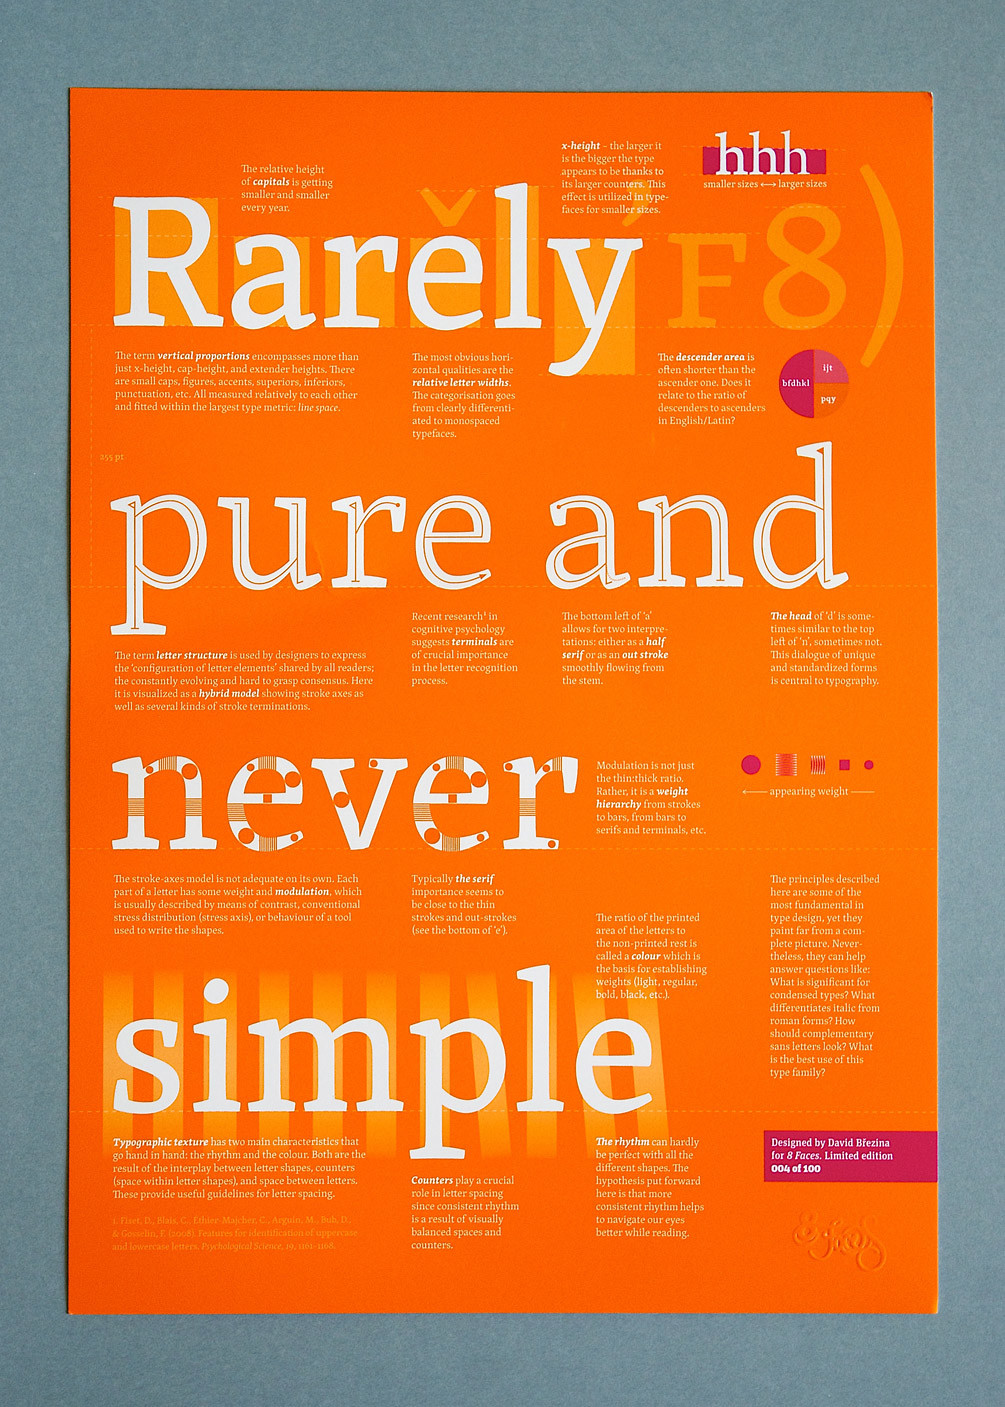 The relative height
of capitals is getting
smaller and smaller
every year.
x-height – the larger it
is the bigger the type
appears to be thanks to
its larger counters. This
effect is utilized in type-
faces for smaller sizes.
hhh
smaller sizes ⟷ larger sizes
Rarely F8)
The term vertical proportions encompasses more than
just x-height, cap-height, and extender heights. There
are small caps, figures, accents, superiors, inferiors,
punctuation, etc. All measured relatively to each other
and fitted within the largest type metric: line space.
The most obvious hori-
zontal qualities are the
relative letter widths.
The categorisation goes
from clearly differenti-
ated to monospaced
typefaces.
The descender area is
often shorter than the
ascender one. Does it
relate to the ratio of
descenders to ascenders
in English/Latin?
bfdhkl
ijt
pqy
255 pt
pure and
The term letter structure is used by designers to express
the 'configuration of letter elements' shared by all readers;
the constantly evolving and hard to grasp consensus. Here
it is visualized as a hybrid model showing stroke axes as
well as several kinds of stroke terminations.
Recent research¹ in
cognitive psychology
suggests terminals are
of crucial importance
in the letter recognition
process.
The bottom left of 'a'
allows for two interpre-
tations: either as a half
serif or as an out stroke
smoothly flowing from
the stem.
The head of 'd' is some-
times similar to the top
left of 'n', sometimes not.
This dialogue of unique
and standardized forms
is central to typography.
never
Modulation is not just
the thin:thick ratio.
Rather, it is a weight
hierarchy from strokes
to bars, from bars to
serifs and terminals, etc.
⟵ appearing weight ——
The stroke-axes model is not adequate on its own. Each
part of a letter has some weight and modulation, which
is usually described by means of contrast, conventional
stress distribution (stress axis), or behaviour of a tool
used to write the shapes.
Typically the serif
importance seems to
be close to the thin
strokes and out-strokes
(see the bottom of 'e').
The ratio of the printed
area of the letters to
the non-printed rest is
called a colour which is
the basis for establishing
weights (light, regular,
bold, black, etc.).
The principles described
here are some of the
most fundamental in
type design, yet they
paint far from a com-
plete picture. Never-
theless, they can help
answer questions like:
What is significant for
condensed types? What
differentiates italic from
roman forms? How
should complementary
sans letters look? What
is the best use of this
type family?
simple
Typographic texture has two main characteristics that
go hand in hand: the rhythm and the colour. Both are the
result of the interplay between letter shapes, counters
(space within letter shapes), and space between letters.
These provide useful guidelines for letter spacing.
1. Fiset, D., Blais, C., Ethier-Majcher, C., Arguin, M., Bub, D.,
& Gosselin, F. (2008). Features for identification of uppercase
and lowercase letters. Psychological Science, 19, 1161–1168.
Counters play a crucial
role in letter spacing
since consistent rhythm
is a result of visually
balanced spaces and
counters.
The rhythm can hardly
be perfect with all the
different shapes. The
hypothesis put forward
here is that more
consistent rhythm helps
to navigate our eyes
better while reading.
Designed by David Březina
for 8 Faces. Limited edition
004 of 100
8 Faces